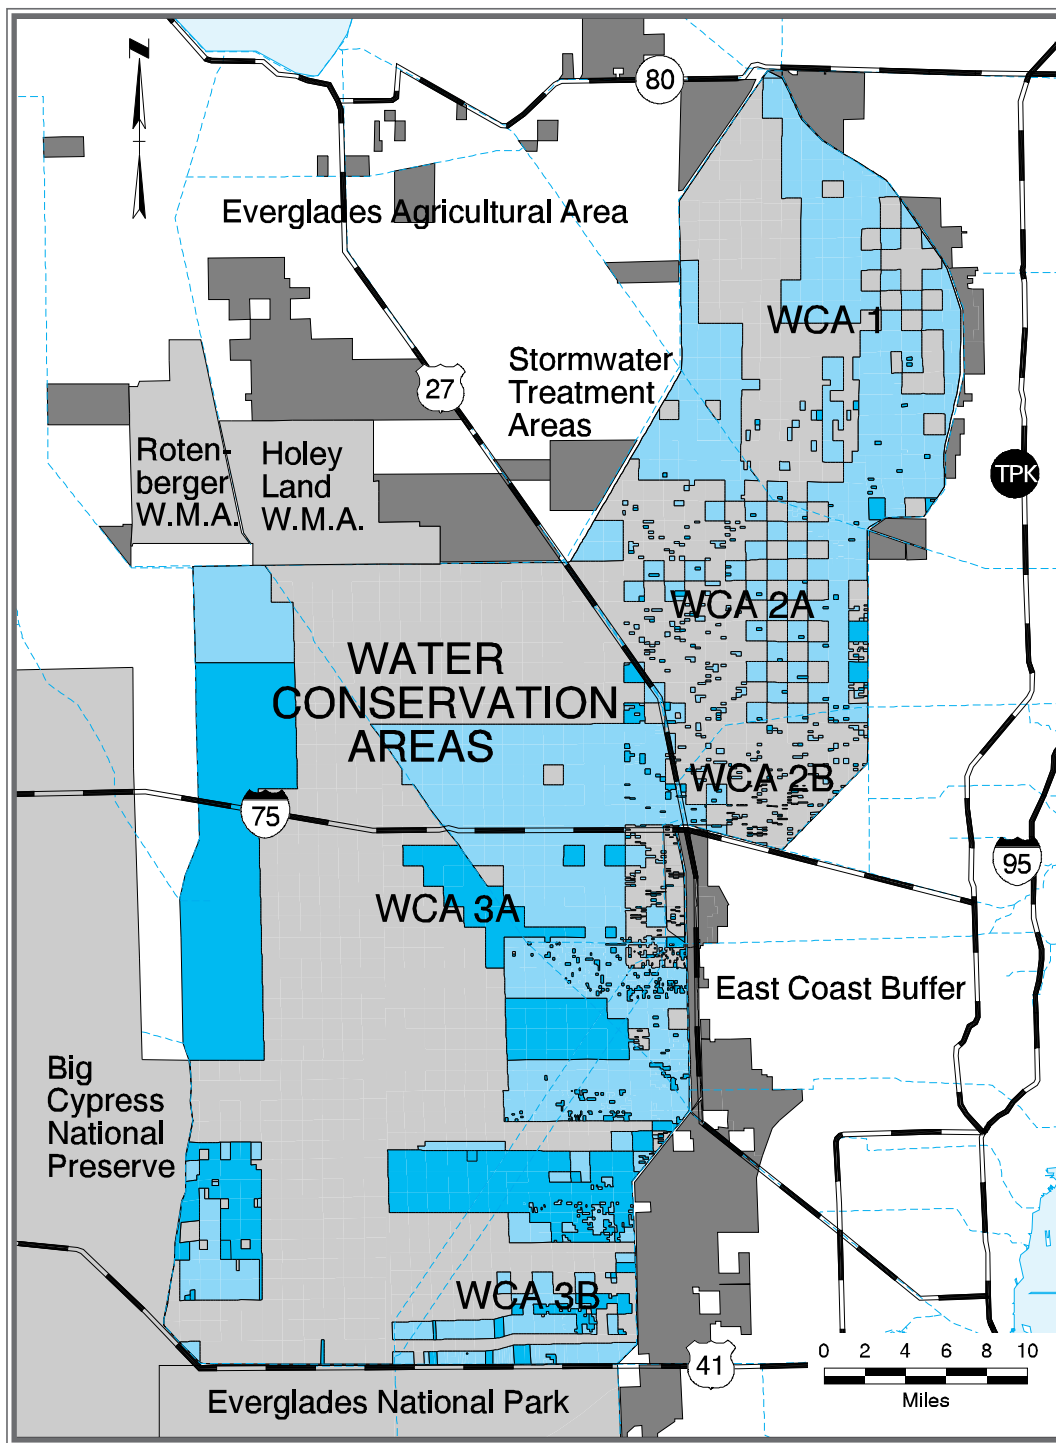 N
80
Everglades Agricultural Area
WCA 1
27
Stormwater
Treatment
Areas
Roten-
berger
W.M.A.
Holey
Land
W.M.A.
TPK
WCA 2A
WATER
CONSERVATION
AREAS
WCA 2B
75
95
WCA 3A
East Coast Buffer
Big
Cypress
National
Preserve
WCA 3B
41
0 2 4 6 8 10
Miles
Everglades National Park